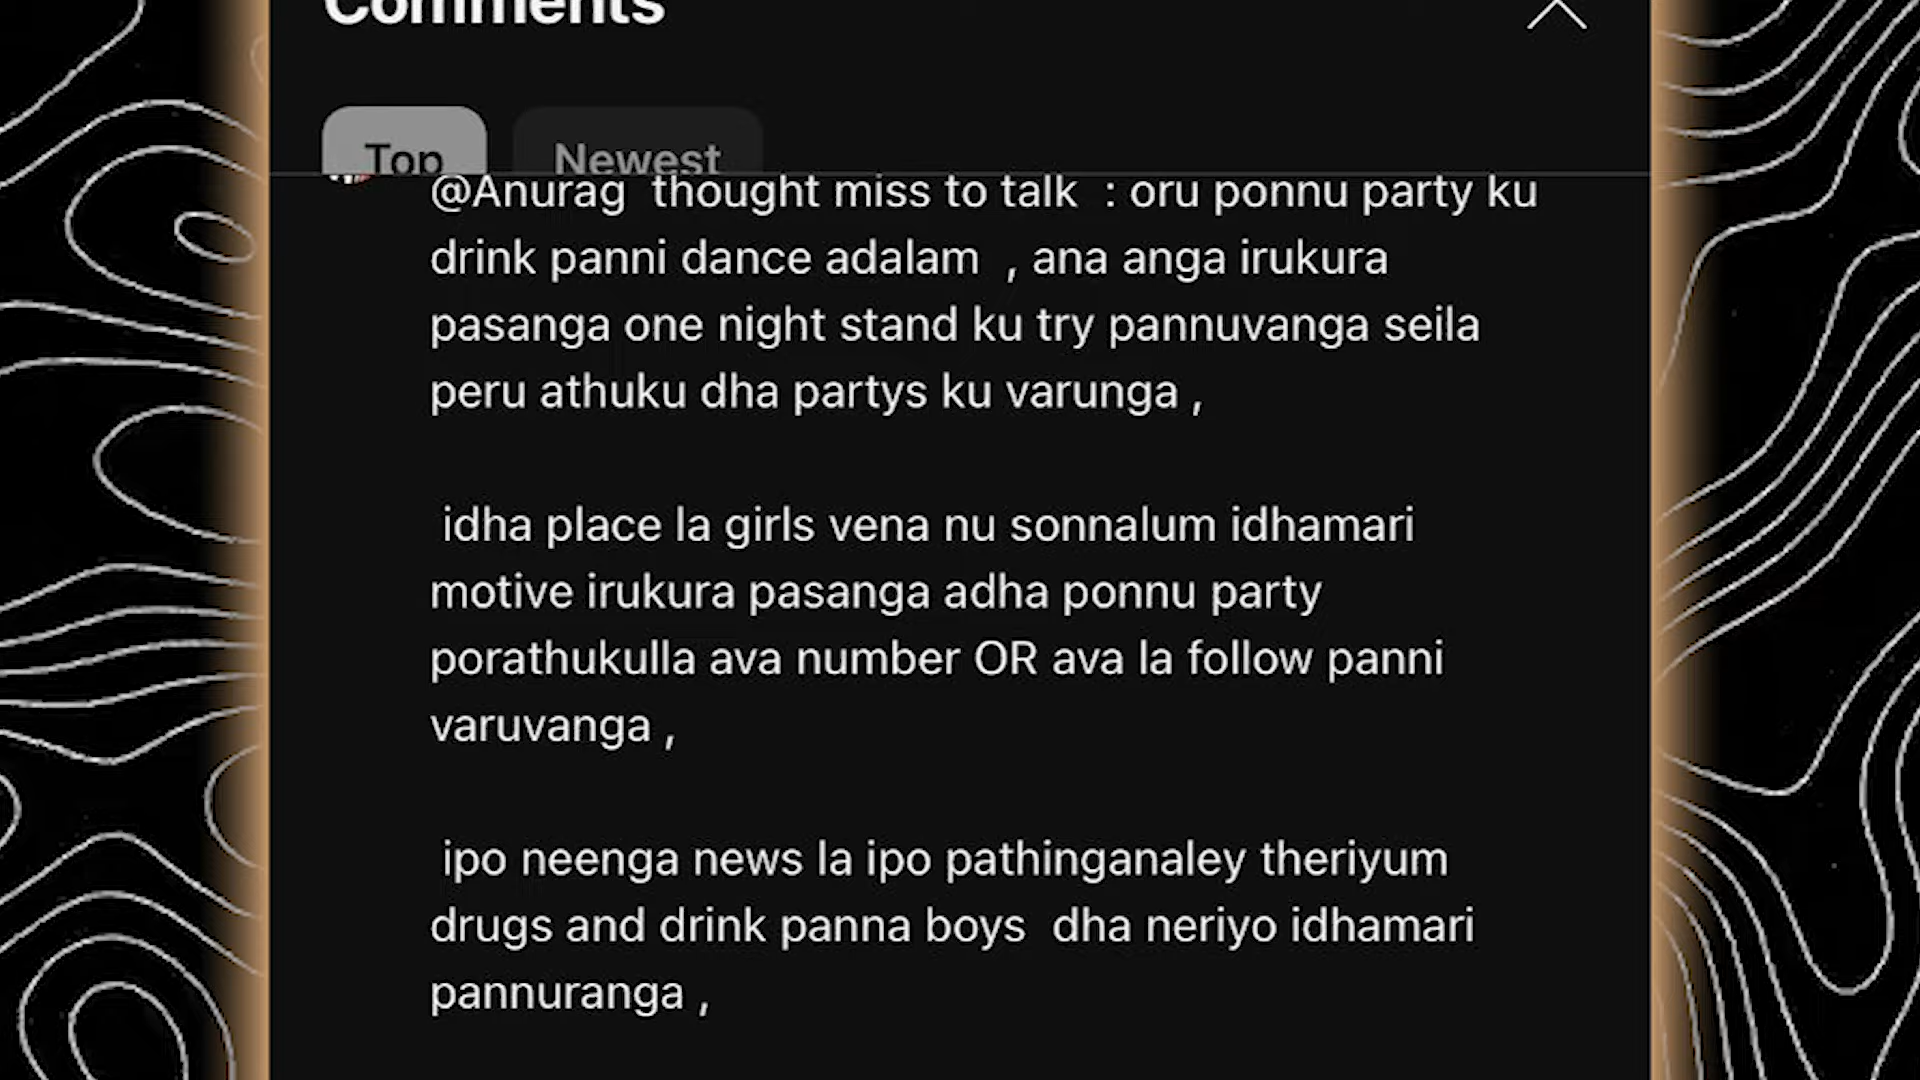 Comments
Top Newest
@Anurag thought miss to talk : oru ponnu party ku
drink panni dance adalam , ana anga irukura
pasanga one night stand ku try pannuvanga seila
peru athuku dha partys ku varunga ,
idha place la girls vena nu sonnalum idhamari
motive irukura pasanga adha ponnu party
porathukulla ava number OR ava la follow panni
varuvanga ,
ipo neenga news la ipo pathinganaley theriyum
drugs and drink panna boys dha neriyo idhamari
pannuranga ,